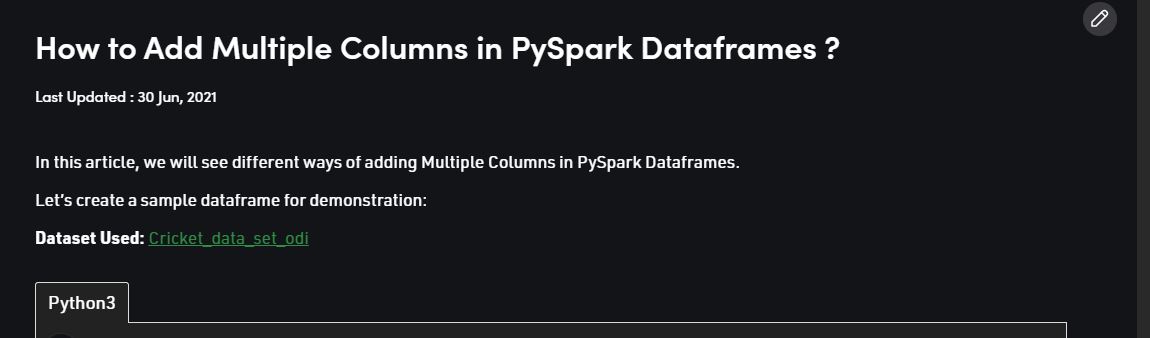 How to Add Multiple Columns in PySpark Dataframes ?
Last Updated : 30 Jun, 2021
In this article, we will see different ways of adding Multiple Columns in PySpark Dataframes.
Let’s create a sample dataframe for demonstration:
Dataset Used: Cricket_data_set_odi
Python3